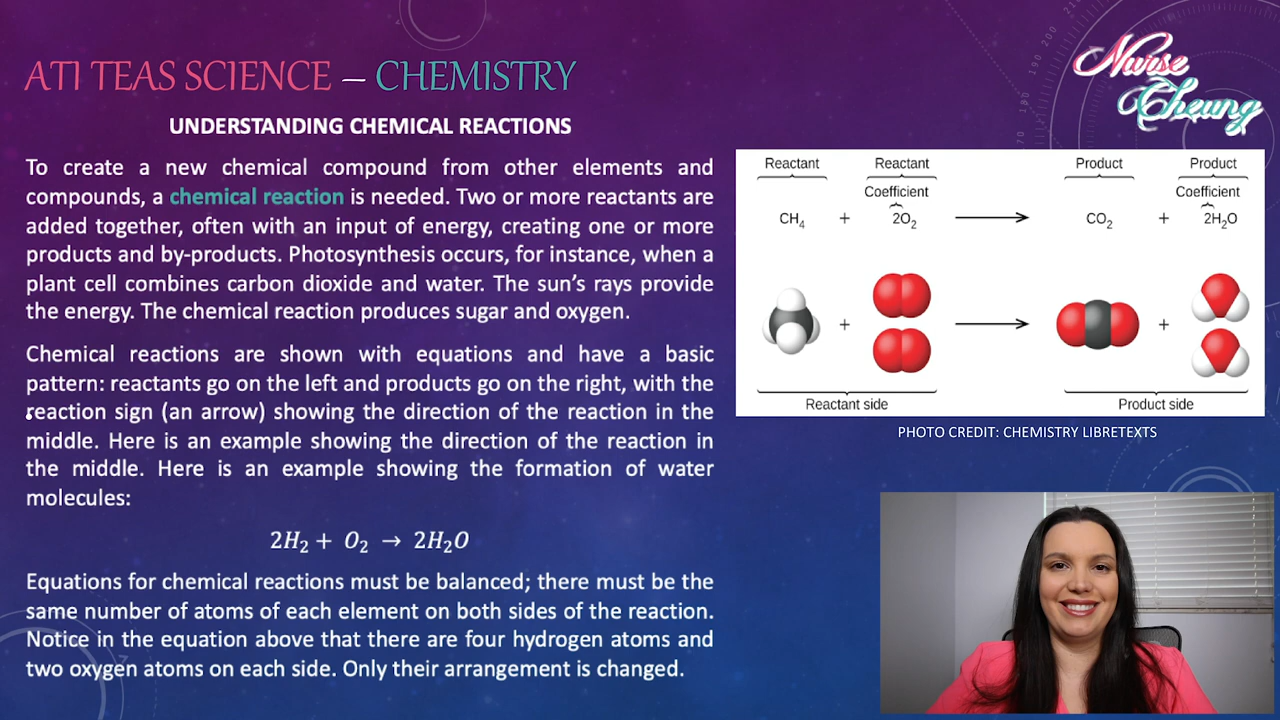 ATI TEAS SCIENCE – CHEMISTRY
Nurse
Cheung
UNDERSTANDING CHEMICAL REACTIONS
To create a new chemical compound from other elements and
compounds, a chemical reaction is needed. Two or more reactants are
added together, often with an input of energy, creating one or more
products and by-products. Photosynthesis occurs, for instance, when a
plant cell combines carbon dioxide and water. The sun's rays provide
the energy. The chemical reaction produces sugar and oxygen.
Chemical reactions are shown with equations and have a basic
pattern: reactants go on the left and products go on the right, with the
reaction sign (an arrow) showing the direction of the reaction in the
middle. Here is an example showing the direction of the reaction in
the middle. Here is an example showing the formation of water
molecules:
2H₂ + O₂ → 2H₂O
Equations for chemical reactions must be balanced; there must be the
same number of atoms of each element on both sides of the reaction.
Notice in the equation above that there are four hydrogen atoms and
two oxygen atoms on each side. Only their arrangement is changed.
Reactant Reactant Product Product
Coefficient Coefficient
CH₄ + 2O₂ → CO₂ + 2H₂O
+ → +
Reactant side Product side
PHOTO CREDIT: CHEMISTRY LIBRETEXTS